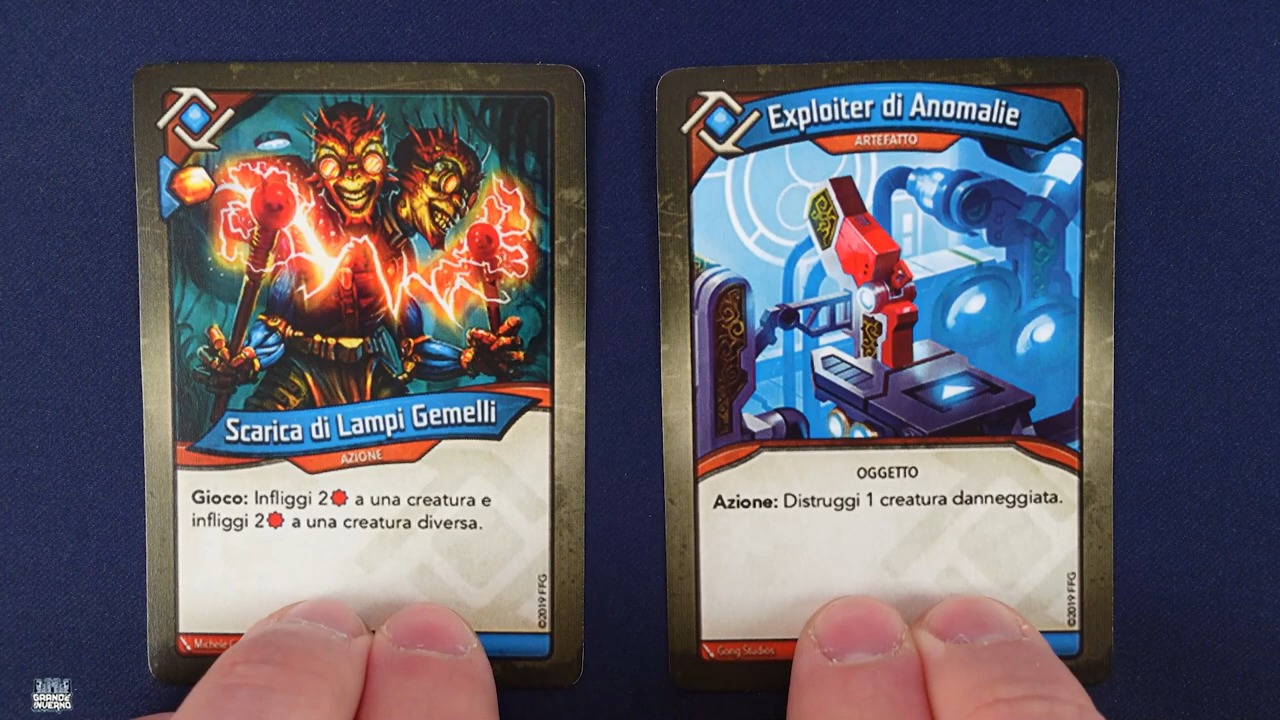 Scarica di Lampi Gemelli
AZIONE
Gioco: Infliggi 2 a una creatura e
infliggi 2 a una creatura diversa.
©2019 FFG
Michele
Exploiter di Anomalie
ARTEFATTO
OGGETTO
Azione: Distruggi 1 creatura danneggiata.
©2019 FFG
Gong Studios
GRANDE
INVERNO